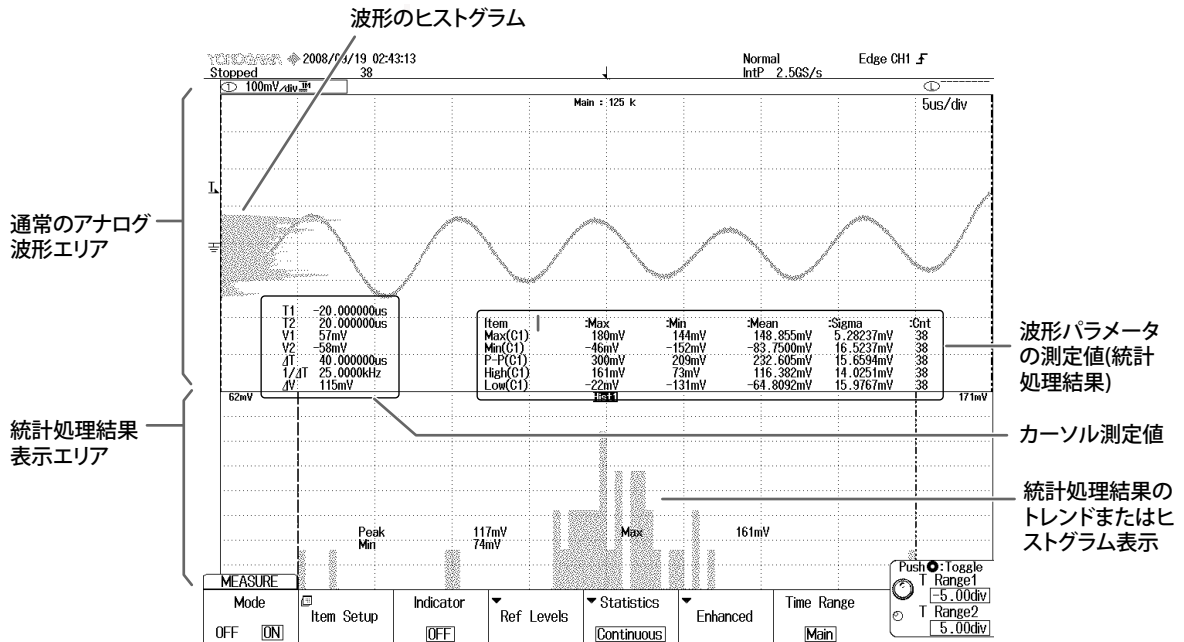 波形のヒストグラム
YOKOGAWA 2008/09/19 02:43:13
Normal
Edge CH1
Stopped
38
IntP 2.5GS/s
100mV/div
Main : 125 k
5us/div
通常のアナログ
波形エリア
T1 -20.000000us
T2 20.000000us
V1 57mV
V2 -58mV
ΔT 40.000000us
1/ΔT 25.0000kHz
ΔV 115mV
Item :Max :Min :Mean :Sigma :Cnt
Max(C1) 180mV 144mV 148.855mV 5.28237mV 38
Min(C1) -46mV -152mV -83.7500mV 16.5237mV 38
P-P(C1) 300mV 209mV 232.605mV 15.6594mV 38
High(C1) 161mV 73mV 116.382mV 14.0251mV 38
Low(C1) -22mV -131mV -64.8092mV 15.9767mV 38
波形パラメータ
の測定値(統計
処理結果)
62mV
Hist1
171mV
統計処理結果
表示エリア
カーソル測定値
統計処理結果の
トレンドまたはヒ
ストグラム表示
Peak 117mV Max 161mV
Min 74mV
MEASURE
Mode
OFF ON
Item Setup
Indicator
OFF
Ref Levels
Statistics
Continuous
Enhanced
Time Range
Main
Push :Toggle
T Range1
-5.00div
T Range2
5.00div